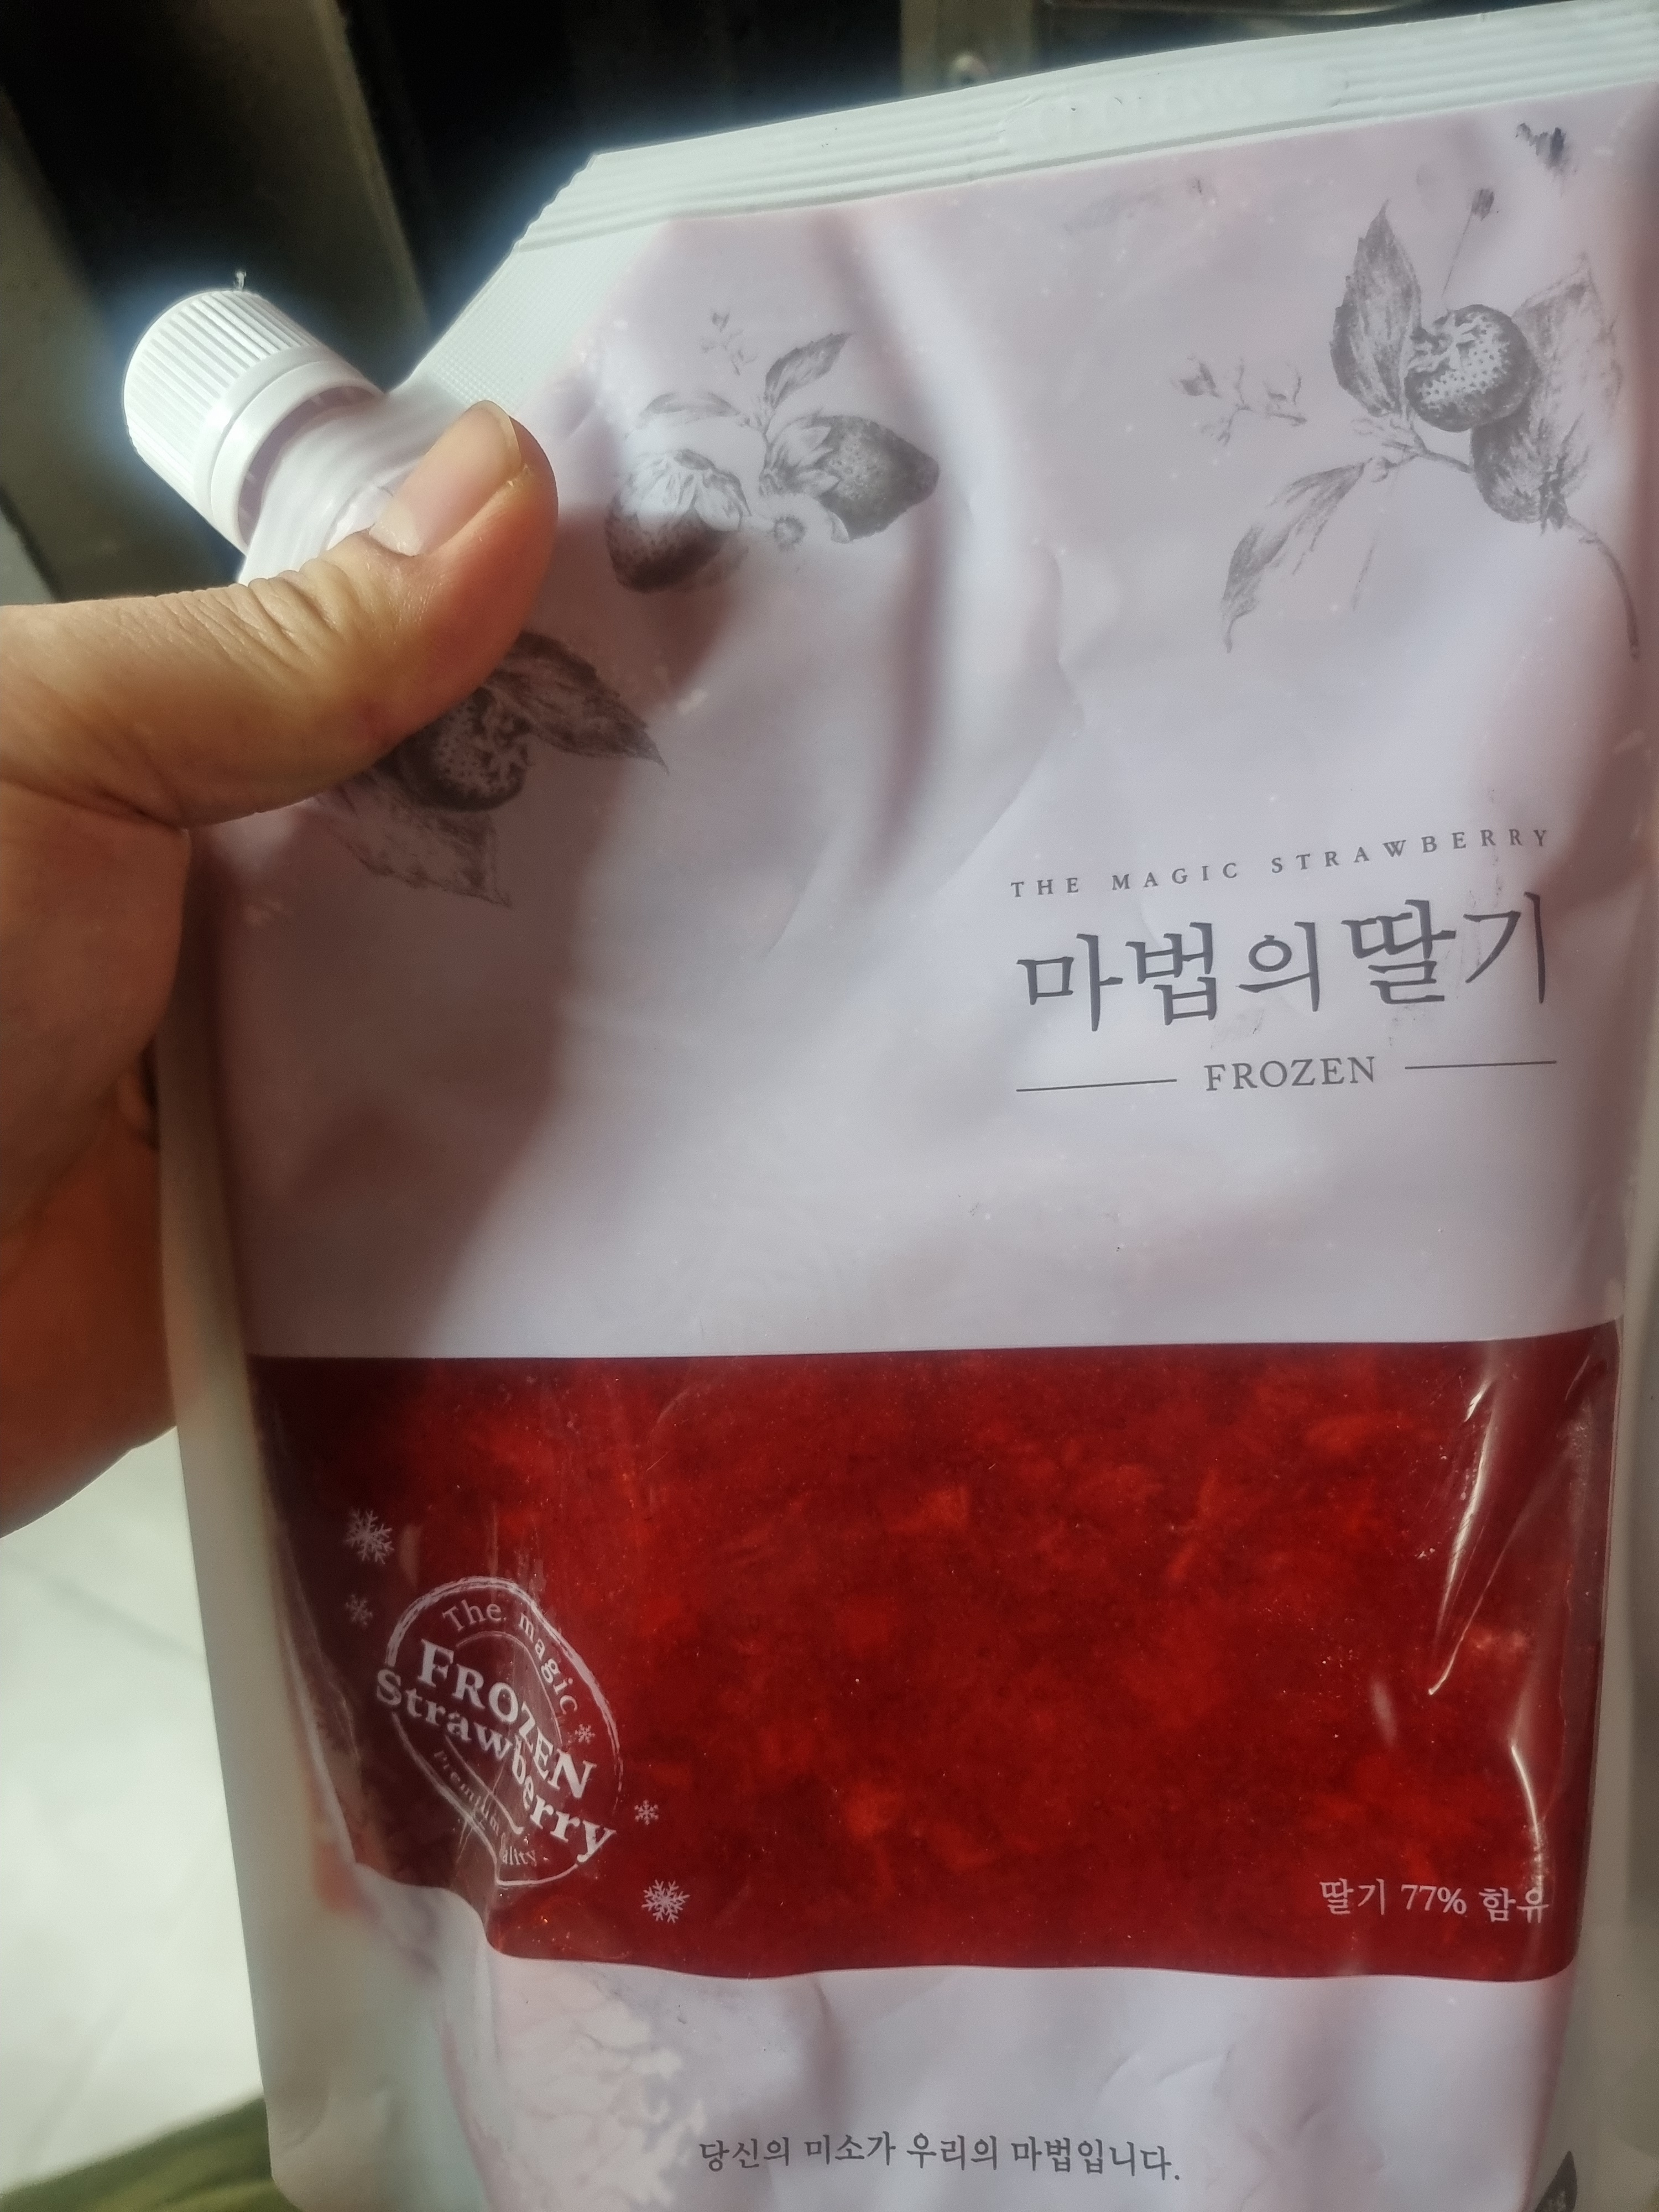 THE MAGIC STRAWBERRY
마법의딸기
FROZEN
The magic
FROZEN
Strawberry
Premium
딸기 77% 함유
당신의 미소가 우리의 마법입니다.